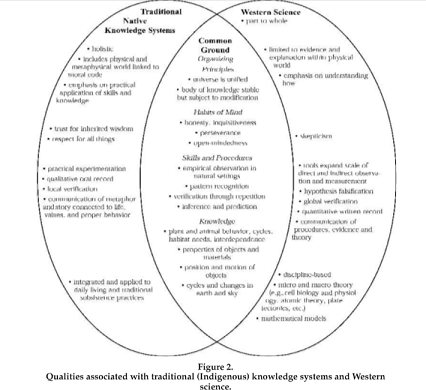 Traditional
Native
Knowledge Systems
• holistic
• includes physical and
metaphysical world linked to
moral code
• emphasis on practical
application of skills and
knowledge
• trust for inherited wisdom
• respect for all things
• practical experimentation
• qualitative oral record
• local verification
• communication of metaphor
and story connected to life,
values, and proper behavior
• integrated and applied to
daily living and traditional
subsistence practices
Common
Ground
Organizing
Principles
• universe is unified
• body of knowledge stable
but subject to modification
Habits of Mind
• honesty, inquisitiveness
• perseverance
• open-mindedness
Skills and Procedures
• empirical observation in
natural settings
• pattern recognition
• verification through repetition
• inference and prediction
Knowledge
• plant and animal behavior, cycles,
habitat needs, interdependence
• properties of objects and
materials
• position and motion of
objects
• cycles and changes in
earth and sky
Western Science
• part to whole
• limited to evidence and
explanation within physical
world
• emphasis on understanding
how
• skepticism
• tools expand scale of
direct and indirect observa-
tion and measurement
• hypothesis falsification
• global verification
• quantitative written record
• communication of
procedures, evidence and
theory
• discipline-based
• micro and macro theory
(e.g., cell biology and physiol
ogy, atomic theory, plate
tectonics, etc.)
• mathematical models
Figure 2.
Qualities associated with traditional (Indigenous) knowledge systems and Western
science.